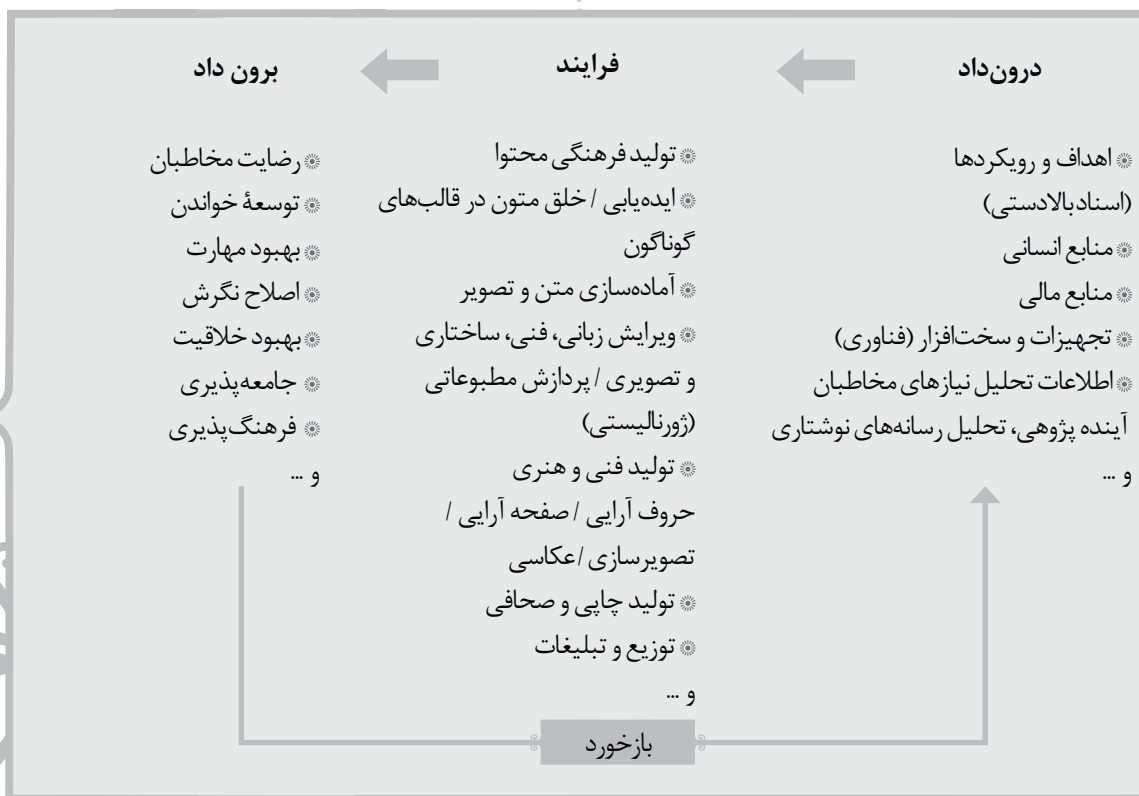 درون‌داد
فرایند
برون داد
اهداف و رویکردها
(اسنادبالادستی)
منابع انسانی
منابع مالی
تجهیزات و سخت‌افزار (فناوری)
اطلاعات تحلیل نیازهای مخاطبان
آینده پژوهی، تحلیل رسانه‌های نوشتاری
و ...
تولید فرهنگی محتوا
ایده‌یابی / خلق متون در قالب‌های
گوناگون
آماده‌سازی متن و تصویر
ویرایش زبانی، فنی، ساختاری
و تصویری / پردازش مطبوعاتی
(ژورنالیستی)
تولید فنی و هنری
حروف آرایی / صفحه آرایی /
تصویرسازی /عکاسی
تولید چاپی و صحافی
توزیع و تبلیغات
و ...
رضایت مخاطبان
توسعهٔ خواندن
بهبود مهارت
اصلاح نگرش
بهبود خلاقیت
جامعه‌پذیری
فرهنگ‌پذیری
و ...
بازخورد